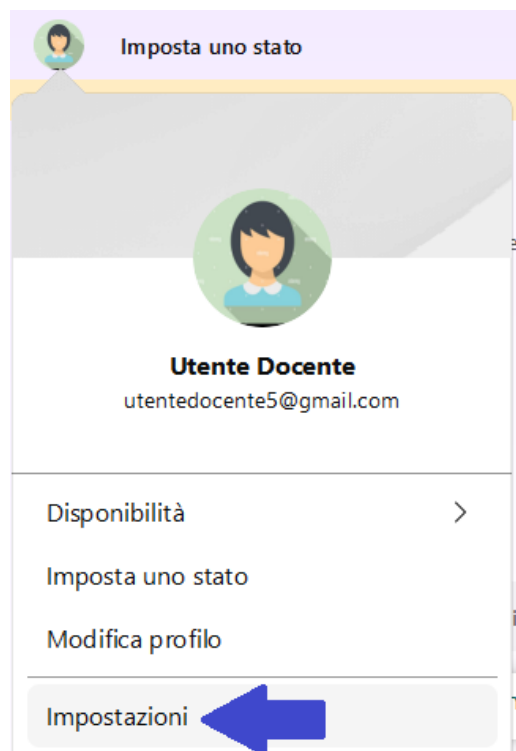 Imposta uno stato
Utente Docente
utentedocente5@gmail.com
Disponibilità
Imposta uno stato
Modifica profilo
Impostazioni